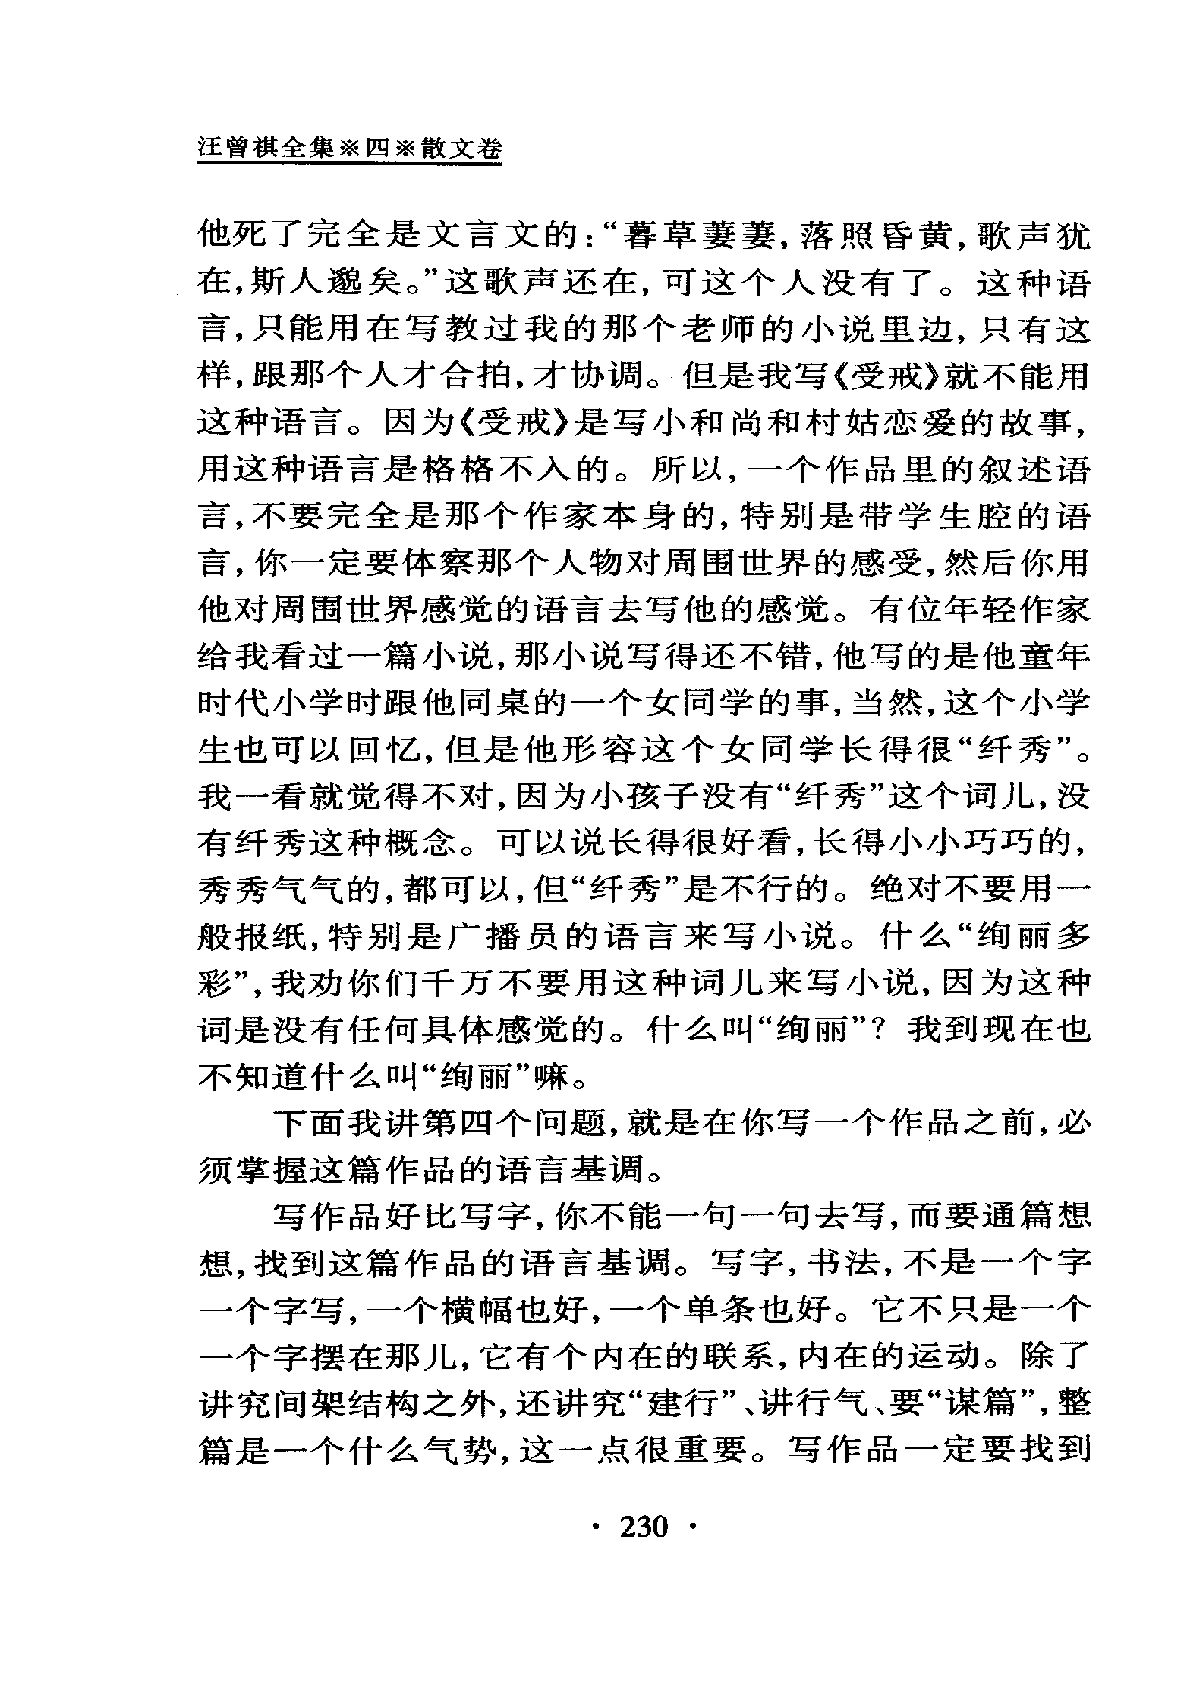 汪曾祺全集※四※散文卷
他死了完全是文言文的：“暮草萋萋，落照昏黄，歌声犹
在，斯人邈矣。”这歌声还在，可这个人没有了。这种语
言，只能用在写教过我的那个老师的小说里边，只有这
样，跟那个人才合拍，才协调。但是我写《受戒》就不能用
这种语言。因为《受戒》是写小和尚和村姑恋爱的故事，
用这种语言是格格不入的。所以，一个作品里的叙述语
言，不要完全是那个作家本身的，特别是带学生腔的语
言，你一定要体察那个人物对周围世界的感受，然后你用
他对周围世界感觉的语言去写他的感觉。有位年轻作家
给我看过一篇小说，那小说写得还不错，他写的是他童年
时代小学时跟他同桌的一个女同学的事，当然，这个小学
生也可以回忆，但是他形容这个女同学长得很“纤秀”。
我一看就觉得不对，因为小孩子没有“纤秀”这个词儿，没
有纤秀这种概念。可以说长得很好看，长得小小巧巧的，
秀秀气气的，都可以，但“纤秀”是不行的。绝对不要用一
般报纸，特别是广播员的语言来写小说。什么“绚丽多
彩”，我劝你们千万不要用这种词儿来写小说，因为这种
词是没有任何具体感觉的。什么叫“绚丽”？我到现在也
不知道什么叫“绚丽”嘛。
下面我讲第四个问题，就是在你写一个作品之前，必
须掌握这篇作品的语言基调。
写作品好比写字，你不能一句一句去写，而要通篇想
想，找到这篇作品的语言基调。写字，书法，不是一个字
一个字写，一个横幅也好，一个单条也好。它不只是一个
一个字摆在那儿，它有个内在的联系，内在的运动。除了
讲究间架结构之外，还讲究“建行”、讲行气、要“谋篇”，整
篇是一个什么气势，这一点很重要。写作品一定要找到
· 230 ·